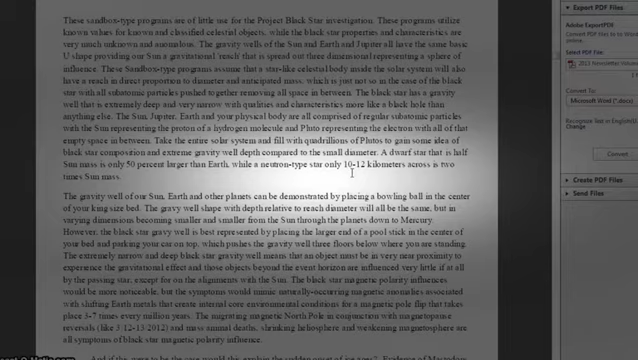 These sandbox-type programs are of little use for the Project Black Star investigation. These programs utilize
known values for known and classified celestial objects, while the black star properties and characteristics are
very much unknown and anomalous. The gravity wells of the Sun and Earth and Jupiter all have the same basic
U shape providing our Sun a gravitational 'reach' that is spread out three dimensional representing a sphere of
influence. These Sandbox-type programs assume that a star-like celestial body inside the solar system will also
have a reach in direct proportion to diameter and anticipated mass, which is just not so in the case of the black
star with all subatomic particles pushed together removing all space in between. The black star has a gravity
well that is extremely deep and very narrow with qualities and characteristics more like a black hole than
anything else. The Sun, Jupiter, Earth and your physical body are all comprised of regular subatomic particles
with the Sun representing the proton of a hydrogen molecule and Pluto representing the electron with all of that
empty space in between. Take the entire solar system and fill with quadrillions of Plutos to gain some idea of
black star composition and extreme gravity well depth compared to the small diameter. A dwarf star that is half
Sun mass is only 50 percent larger than Earth, while a neutron-type star only 10-12 kilometers across is two
times Sun mass.
The gravity well of our Sun, Earth and other planets can be demonstrated by placing a bowling ball in the center
of your king size bed. The gravy well shape with depth relative to reach diameter will all be the same, but in
varying dimensions becoming smaller and smaller from the Sun through the planets down to Mercury.
However, the black star gravy well is best represented by placing the larger end of a pool stick in the center of
your bed and parking your car on top, which pushes the gravity well three floors below where you are standing.
The extremely narrow and deep black star gravity well means that an object must be in very near proximity to
experience the gravitational effect and those objects beyond the event horizon are influenced very little if at all
by the passing star, except for on the alignments with the Sun. The black star magnetic polarity influences
would be more noticeable, but the symptoms would mimic naturally-occurring magnetic anomalies associated
with shifting Earth metals that create internal core environmental conditions for a magnetic pole flip that takes
place 3-7 times every million years. The migrating magnetic North Pole in conjunction with magnetopause
reversals (like 3/12-13/2012) and mass animal deaths, shrinking heliosphere and weakening magnetosphere are
all symptoms of black star magnetic polarity influence.
Export PDF Files
Adobe ExportPDF
Select PDF File:
2013 Newsletter Volume
Convert To:
Microsoft Word (*.docx)
Convert
Create PDF Files
Send Files